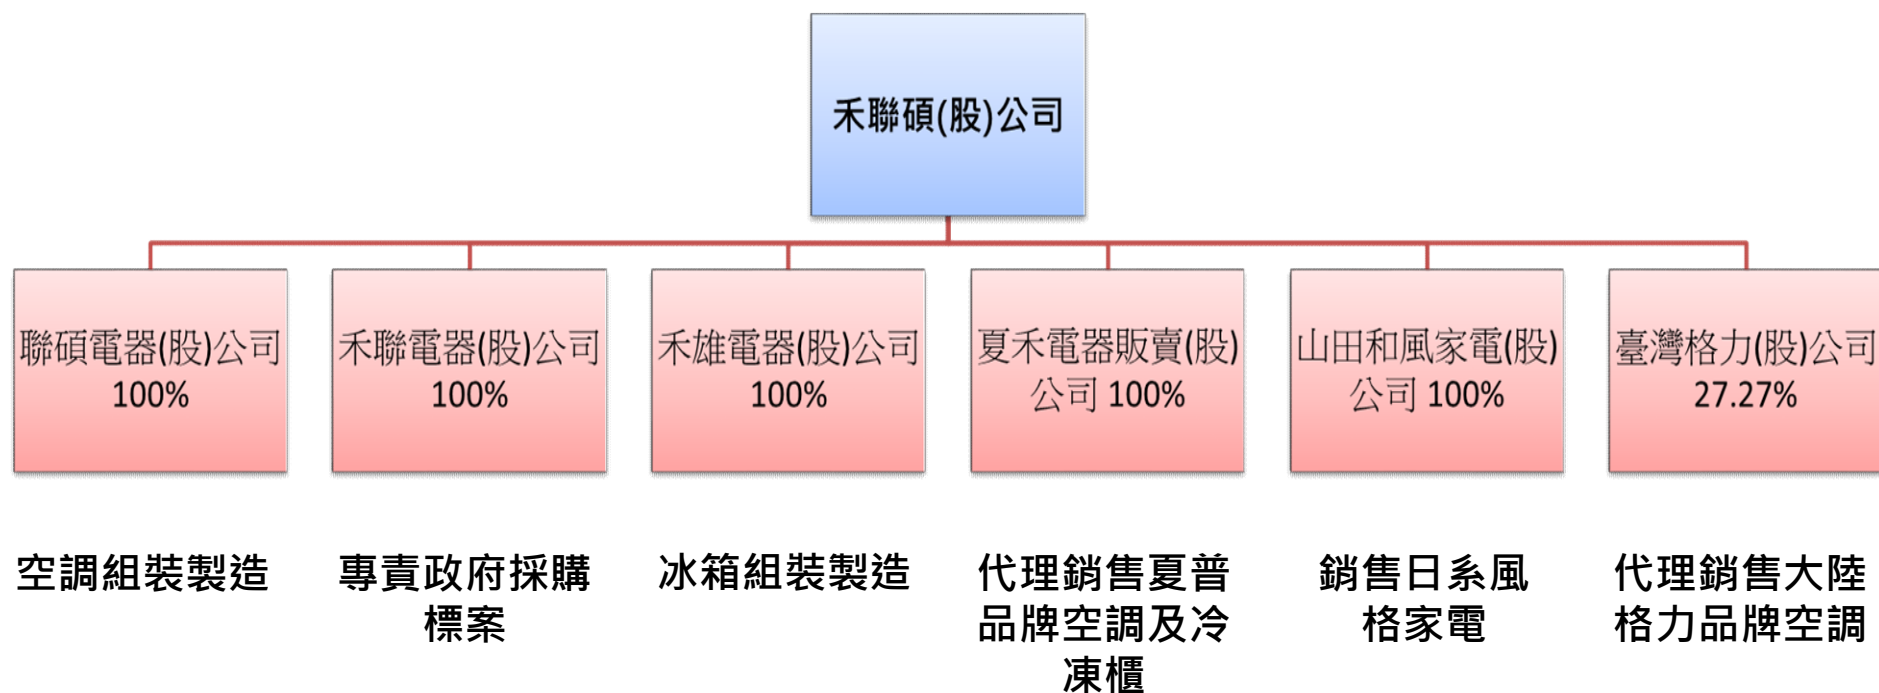 禾聯碩(股)公司
聯碩電器(股)公司
100%
禾聯電器(股)公司
100%
禾雄電器(股)公司
100%
夏禾電器販賣(股)
公司 100%
山田和風家電(股)
公司 100%
臺灣格力(股)公司
27.27%
空調組裝製造
專責政府採購
標案
冰箱組裝製造
代理銷售夏普
品牌空調及冷
凍櫃
銷售日系風
格家電
代理銷售大陸
格力品牌空調